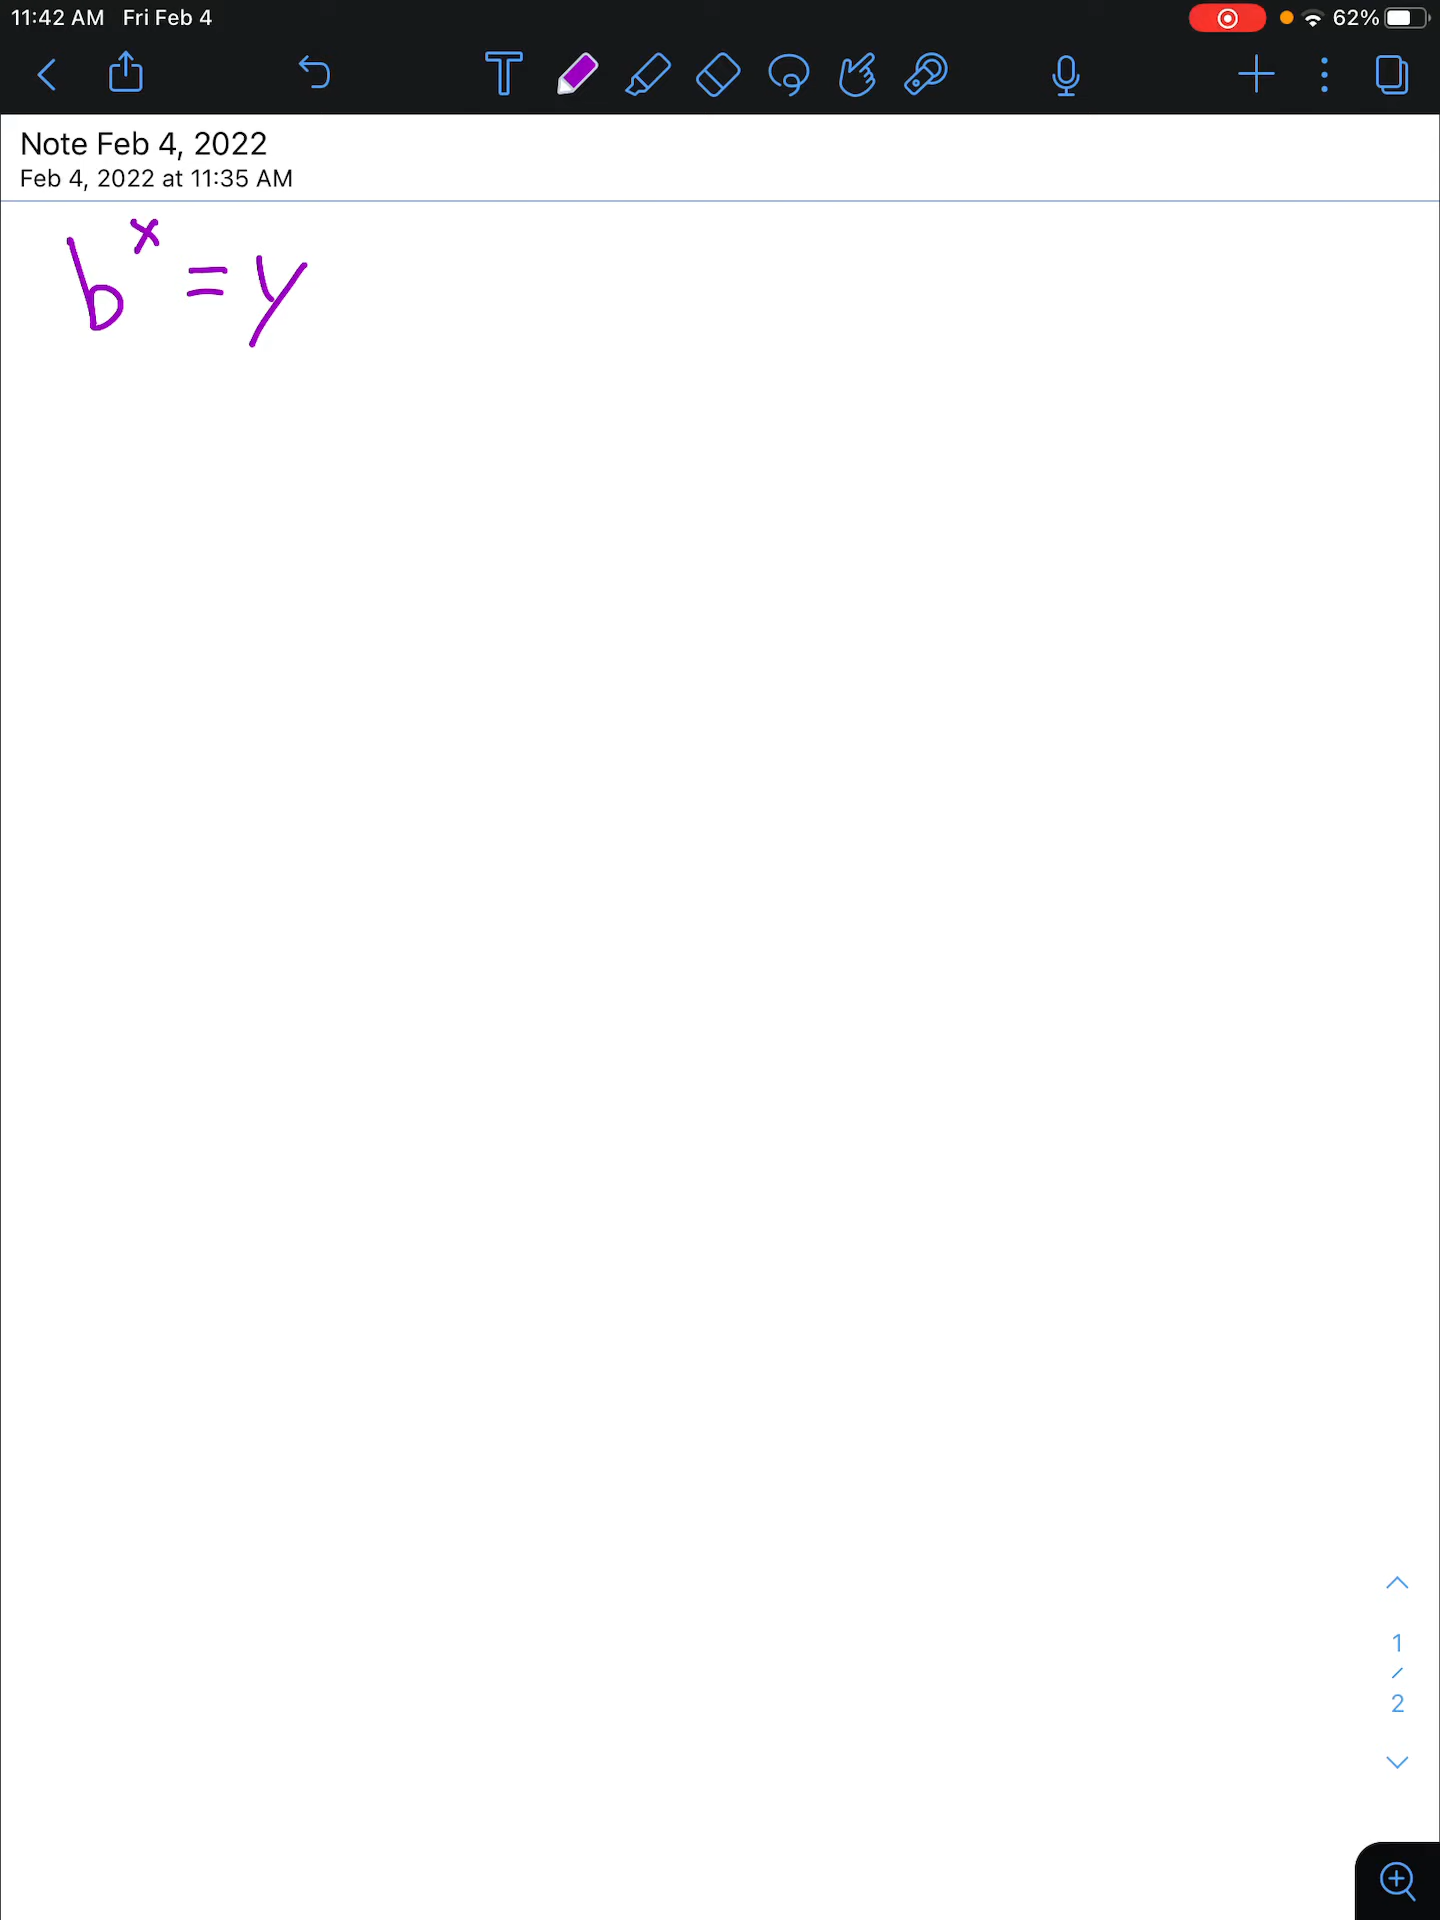 11:42 AM Fri Feb 4 62%
T
Note Feb 4, 2022
Feb 4, 2022 at 11:35 AM
bˣ = y
1
/
2